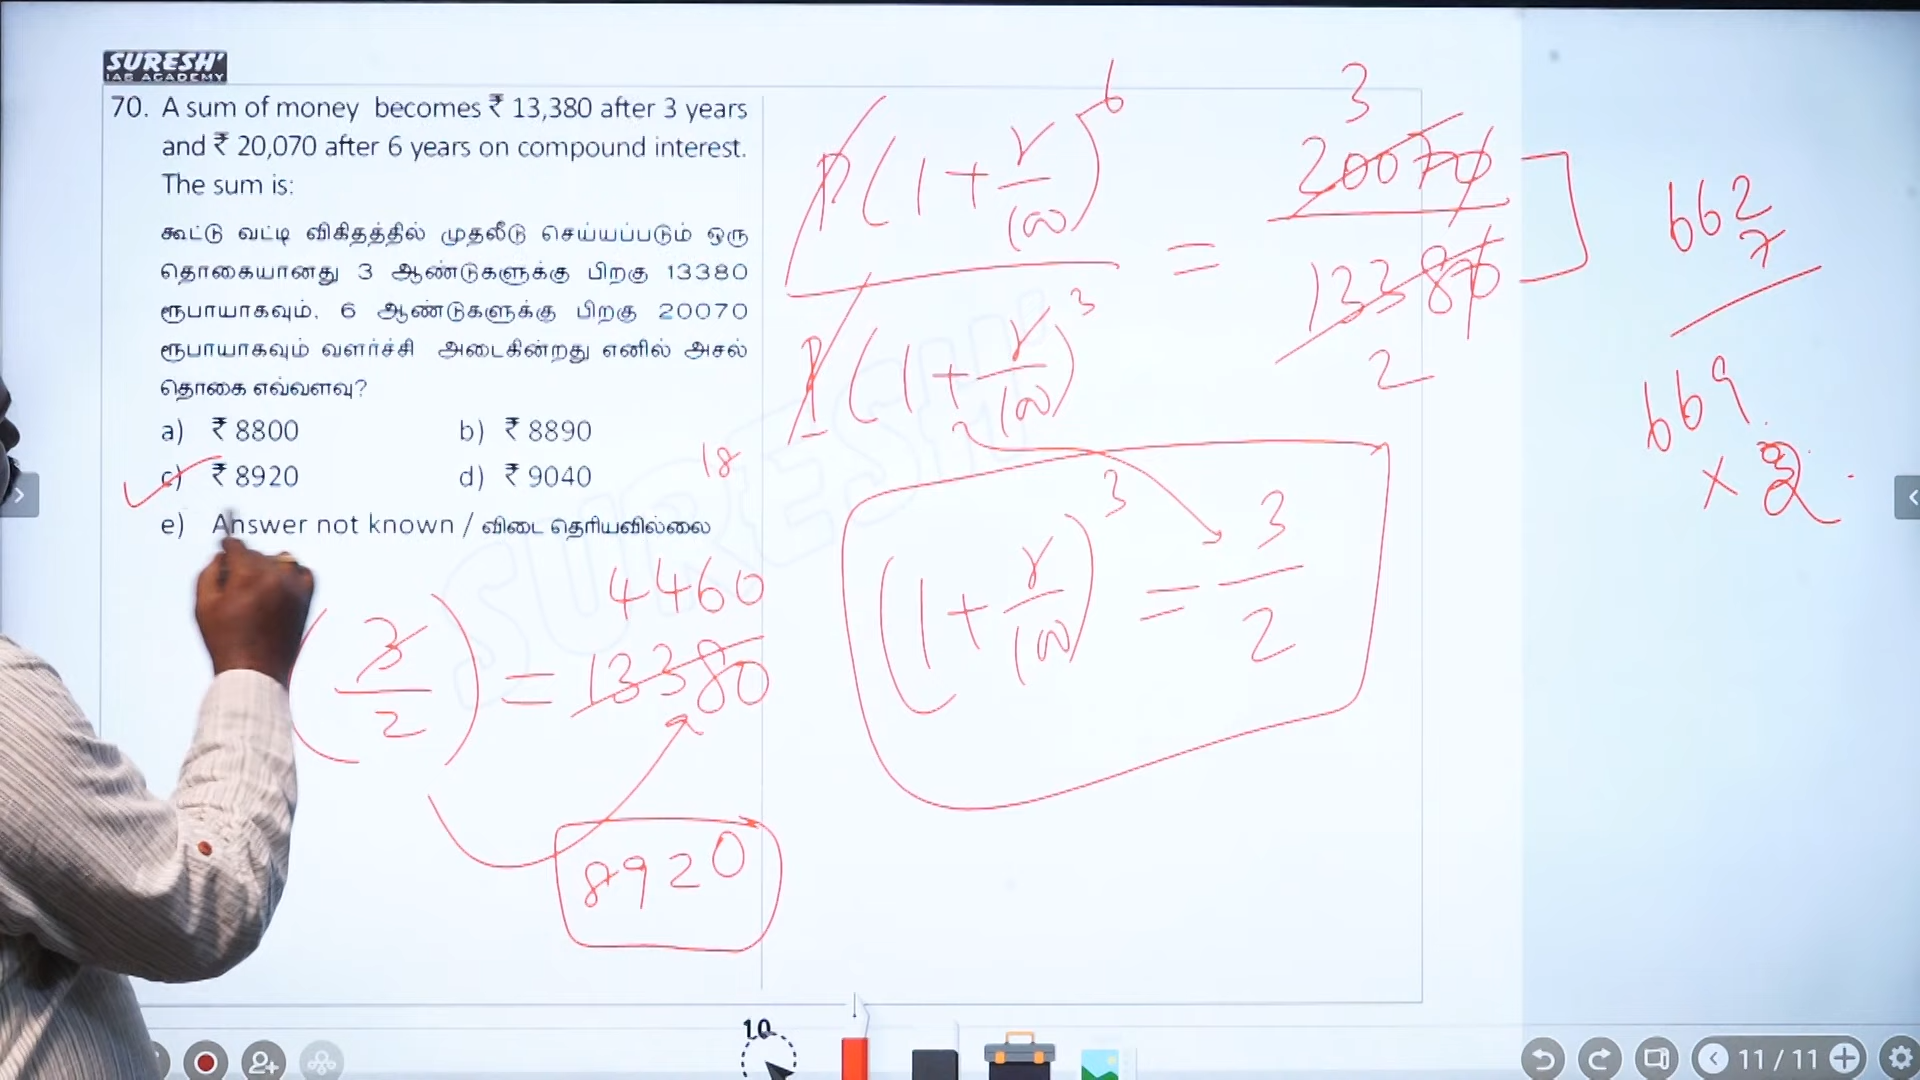 SURESH'
IAS ACADEMY
70. A sum of money becomes ₹ 13,380 after 3 years
and ₹ 20,070 after 6 years on compound interest.
The sum is:
கூட்டு வட்டி விகிதத்தில் முதலீடு செய்யப்படும் ஒரு
தொகையானது 3 ஆண்டுகளுக்கு பிறகு 13380
ரூபாயாகவும், 6 ஆண்டுகளுக்கு பிறகு 20070
ரூபாயாகவும் வளர்ச்சி அடைகின்றது எனில் அசல்
தொகை எவ்வளவு?
a) ₹ 8800 b) ₹ 8890
c) ₹ 8920 d) ₹ 9040
e) Answer not known / விடை தெரியவில்லை
18
4460
(3/2) = 13380
8920
P(1+r/100)^6 / P(1+r/100)^3 = 20070/13380
3
2
(1+r/100)^3 = 3/2
662
7
669
×
SURESH
10
11 / 11